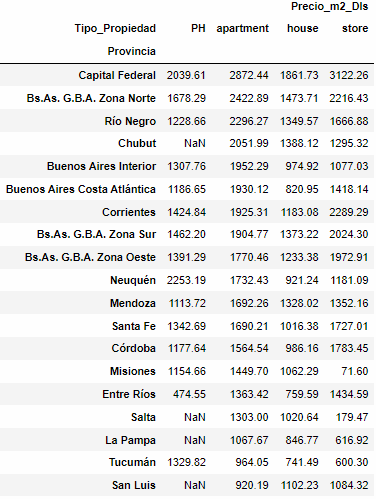 Precio_m2_Dls
Tipo_Propiedad PH apartment house store
Provincia
Capital Federal 2039.61 2872.44 1861.73 3122.26
Bs.As. G.B.A. Zona Norte 1678.29 2422.89 1473.71 2216.43
Río Negro 1228.66 2296.27 1349.57 1666.88
Chubut NaN 2051.99 1388.12 1295.32
Buenos Aires Interior 1307.76 1952.29 974.92 1077.03
Buenos Aires Costa Atlántica 1186.65 1930.12 820.95 1418.14
Corrientes 1424.84 1925.31 1183.08 2289.29
Bs.As. G.B.A. Zona Sur 1462.20 1904.77 1373.22 2024.30
Bs.As. G.B.A. Zona Oeste 1391.29 1770.46 1233.38 1972.91
Neuquén 2253.19 1732.43 921.24 1181.09
Mendoza 1113.72 1692.26 1328.02 1352.16
Santa Fe 1342.69 1690.21 1016.38 1727.01
Córdoba 1177.64 1564.54 986.16 1783.45
Misiones 1154.66 1449.70 1062.29 71.60
Entre Ríos 474.55 1363.42 759.59 1434.59
Salta NaN 1303.00 1020.64 179.47
La Pampa NaN 1067.67 846.77 616.92
Tucumán 1329.82 964.05 741.49 600.30
San Luis NaN 920.19 1102.23 1084.32